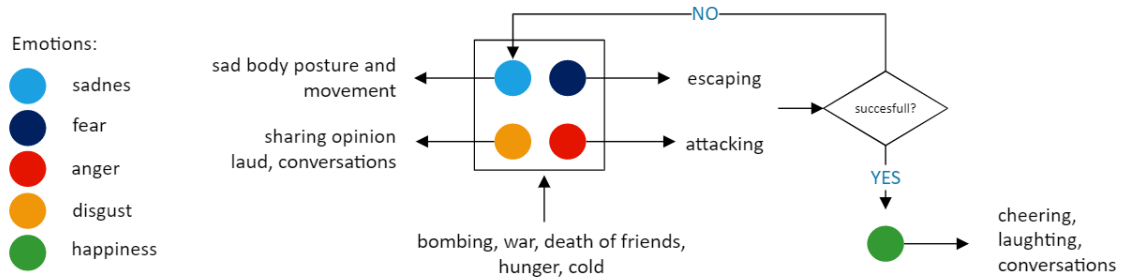 Emotions:
sadnes
fear
anger
disgust
happiness
NO
sad body posture and
movement
escaping
succesfull?
sharing opinion
laud, conversations
attacking
YES
bombing, war, death of friends,
hunger, cold
cheering,
laughting,
conversations